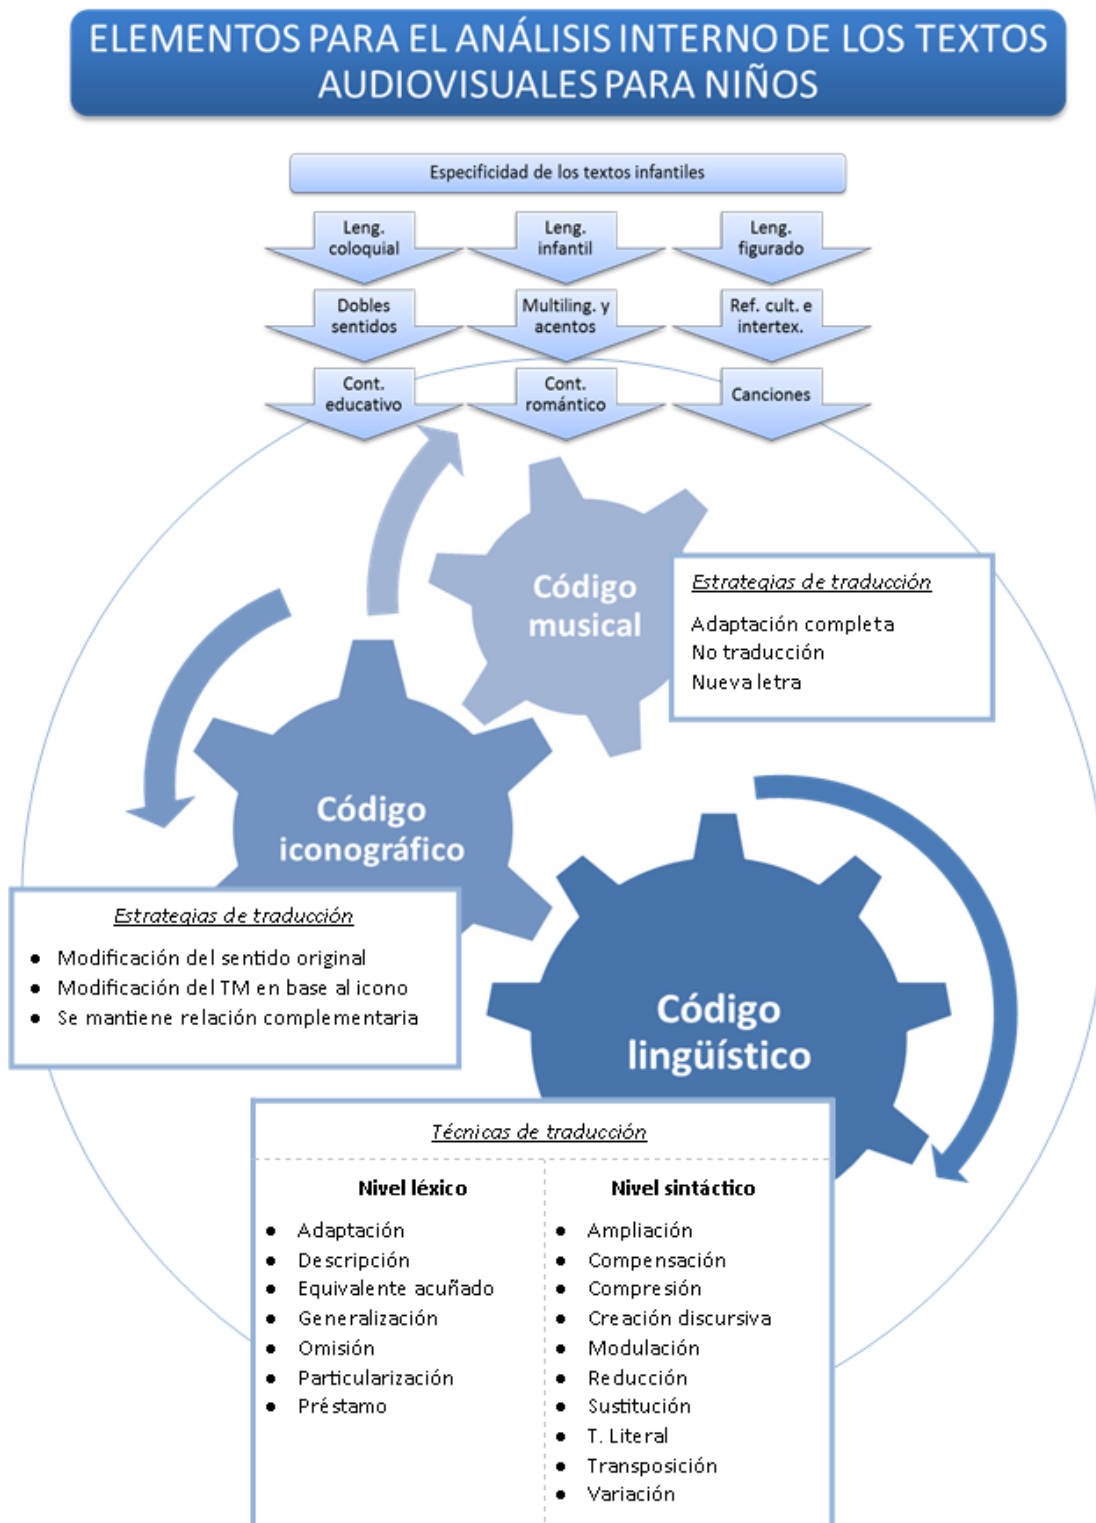 ELEMENTOS PARA EL ANÁLISIS INTERNO DE LOS TEXTOS
AUDIOVISUALES PARA NIÑOS
Especificidad de los textos infantiles
Leng.
coloquial
Leng.
infantil
Leng.
figurado
Dobles
sentidos
Multiling. y
acentos
Ref. cult. e
intertex.
Cont.
educativo
Cont.
romántico
Canciones
Código
musical
Estrategias de traducción
Adaptación completa
No traducción
Nueva letra
Código
iconográfico
Estrategias de traducción
● Modificación del sentido original
● Modificación del TM en base al icono
● Se mantiene relación complementaria
Código
lingüístico
Técnicas de traducción
Nivel léxico
● Adaptación
● Descripción
● Equivalente acuñado
● Generalización
● Omisión
● Particularización
● Préstamo
Nivel sintáctico
● Ampliación
● Compensación
● Compresión
● Creación discursiva
● Modulación
● Reducción
● Sustitución
● T. Literal
● Transposición
● Variación